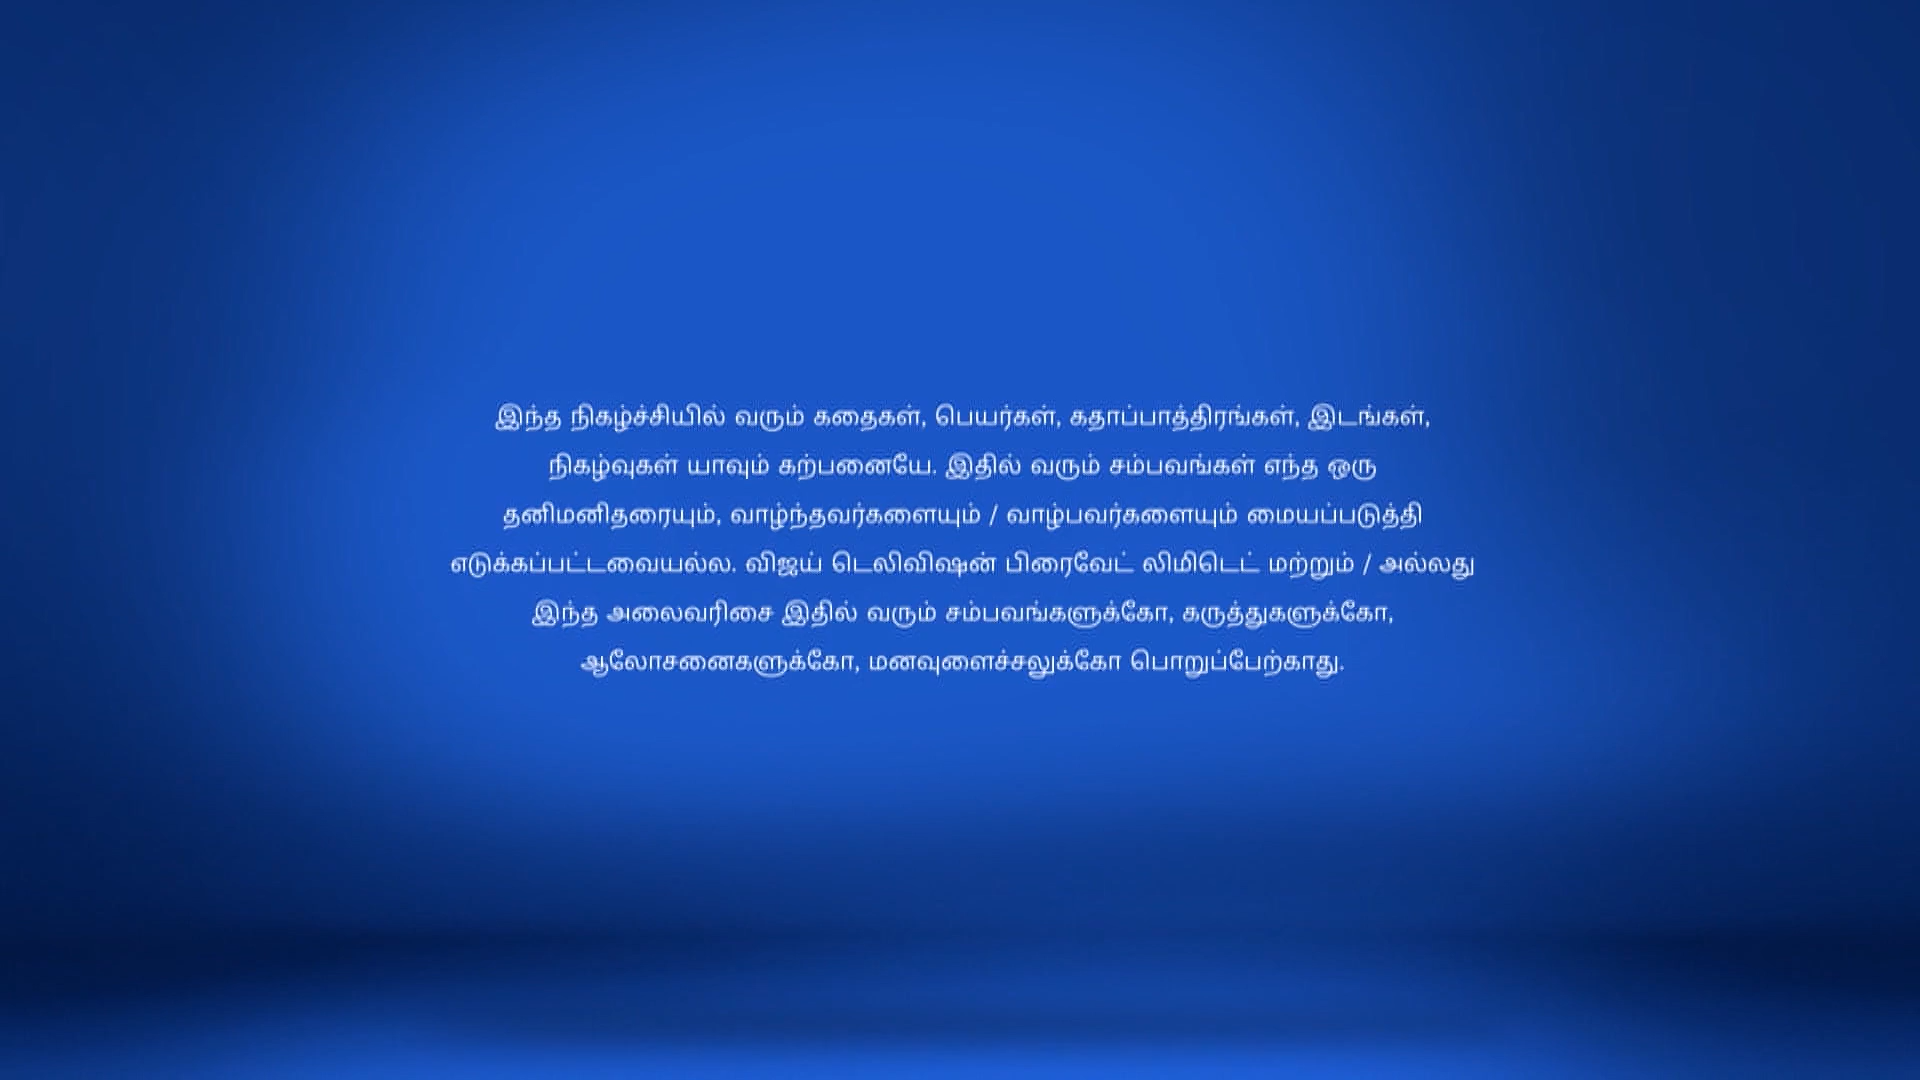 இந்த நிகழ்ச்சியில் வரும் கதைகள், பெயர்கள், கதாப்பாத்திரங்கள், இடங்கள்,
நிகழ்வுகள் யாவும் கற்பனையே. இதில் வரும் சம்பவங்கள் எந்த ஒரு
தனிமனிதரையும், வாழ்ந்தவர்களையும் / வாழ்பவர்களையும் மையப்படுத்தி
எடுக்கப்பட்டவையல்ல. விஜய் டெலிவிஷன் பிரைவேட் லிமிடெட் மற்றும் / அல்லது
இந்த அலைவரிசை இதில் வரும் சம்பவங்களுக்கோ, கருத்துகளுக்கோ,
ஆலோசனைகளுக்கோ, மனவுளைச்சலுக்கோ பொறுப்பேற்காது.